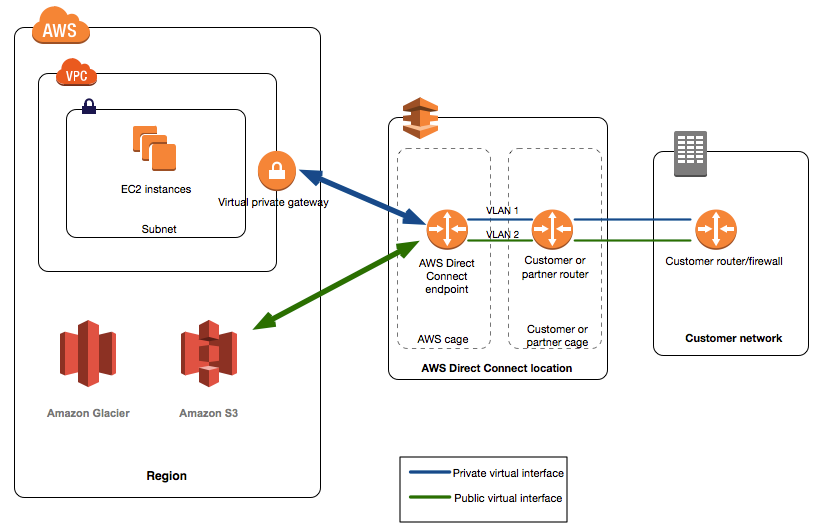 AWS
VPC
EC2 instances
Subnet
Virtual private gateway
Amazon Glacier
Amazon S3
Region
VLAN 1
VLAN 2
AWS Direct
Connect
endpoint
AWS cage
Customer or
partner router
Customer or
partner cage
AWS Direct Connect location
Customer router/firewall
Customer network
Private virtual interface
Public virtual interface